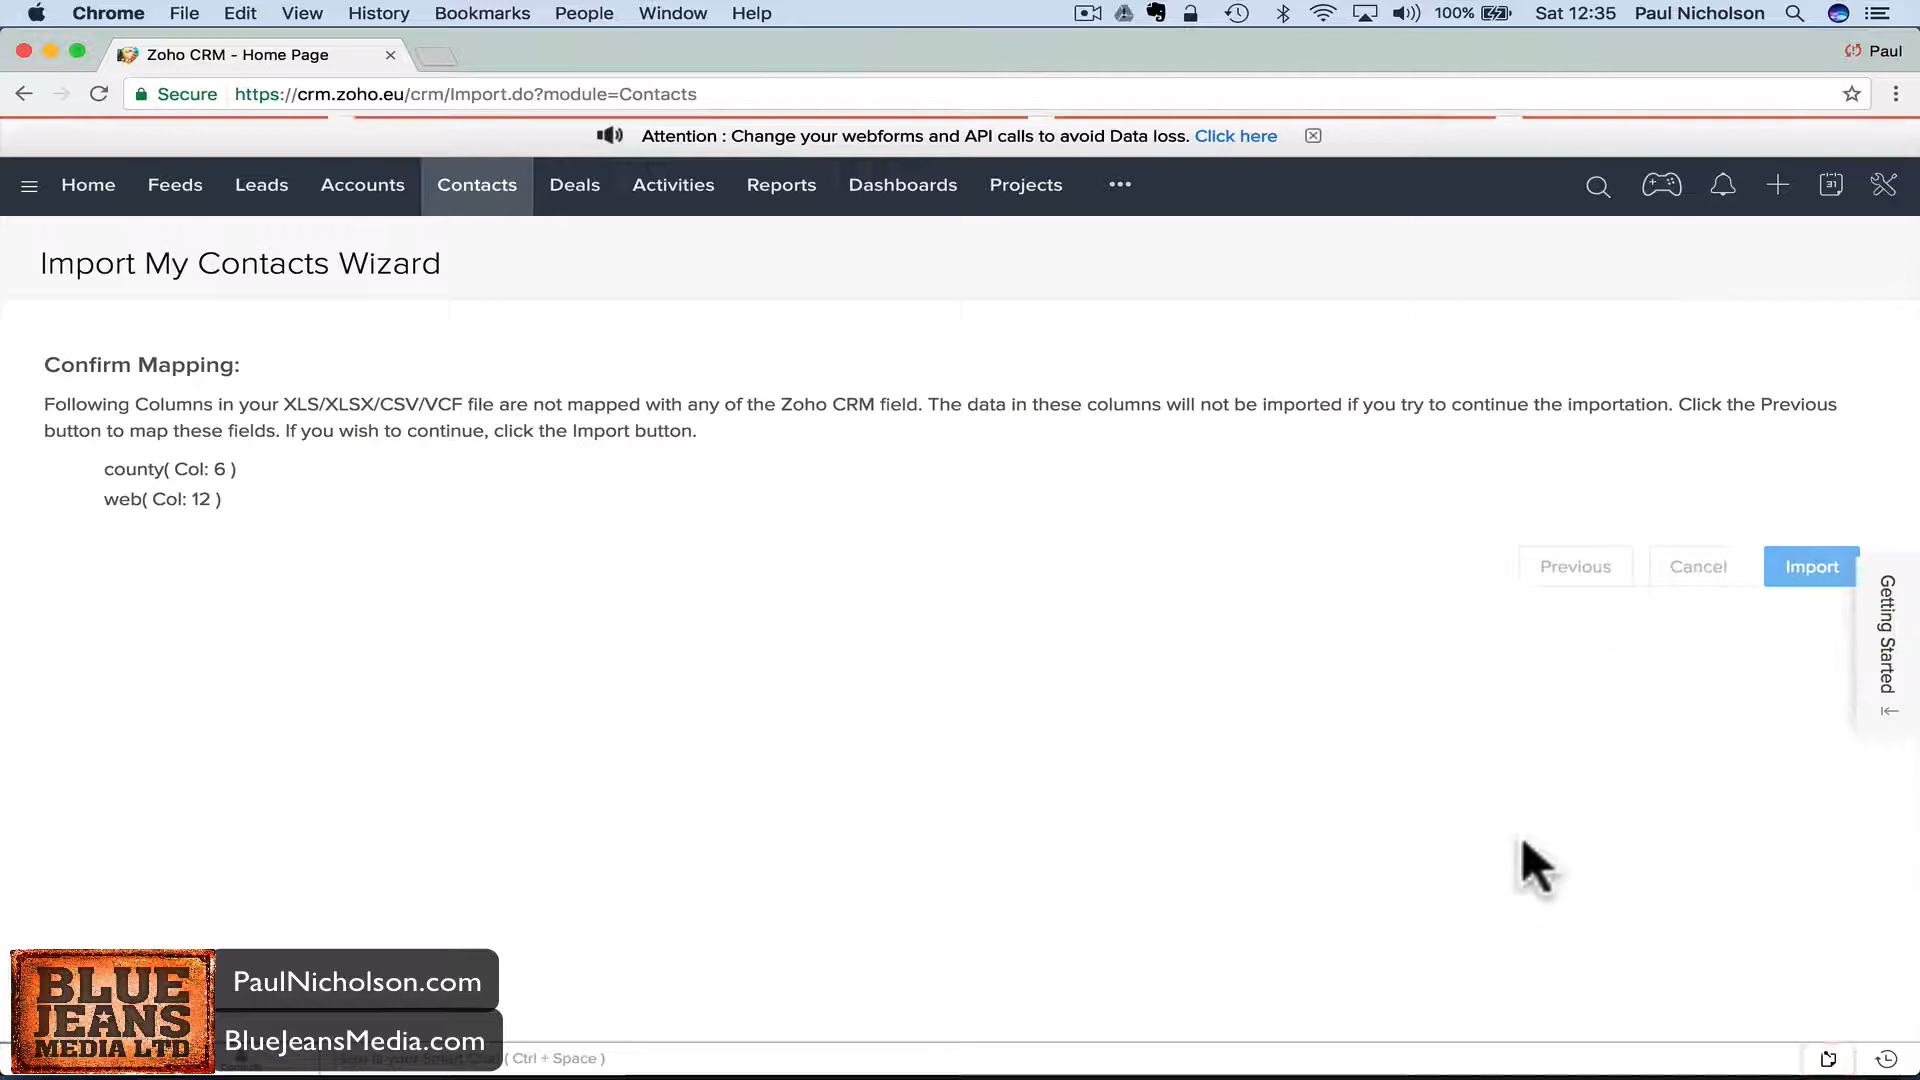 Chrome File Edit View History Bookmarks People Window Help 100% Sat 12:35 Paul Nicholson
Zoho CRM - Home Page Paul
Secure https://crm.zoho.eu/crm/Import.do?module=Contacts
Attention : Change your webforms and API calls to avoid Data loss. Click here
Home Feeds Leads Accounts Contacts Deals Activities Reports Dashboards Projects •••
31
Import My Contacts Wizard
Confirm Mapping:
Following Columns in your XLS/XLSX/CSV/VCF file are not mapped with any of the Zoho CRM field. The data in these columns will not be imported if you try to continue the importation. Click the Previous
button to map these fields. If you wish to continue, click the Import button.
county( Col: 6 )
web( Col: 12 )
Previous Cancel Import
Getting Started
BLUE
JEANS
MEDIA LTD
PaulNicholson.com
BlueJeansMedia.com
( Ctrl + Space )